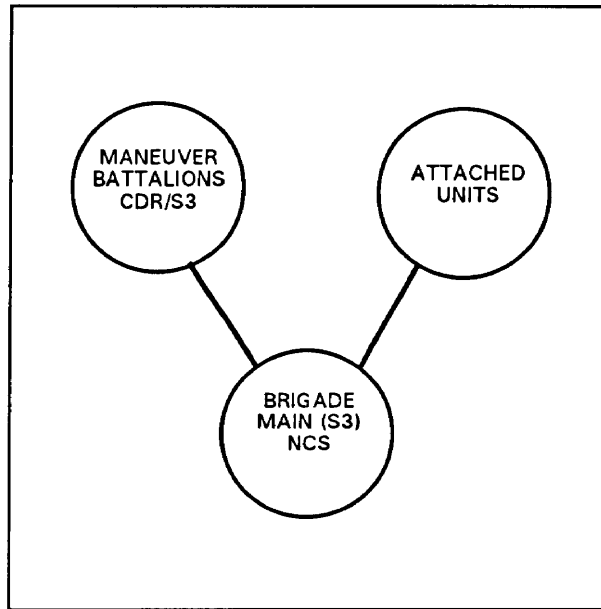 MANEUVER
BATTALIONS
CDR/S3
ATTACHED
UNITS
BRIGADE
MAIN (S3)
NCS